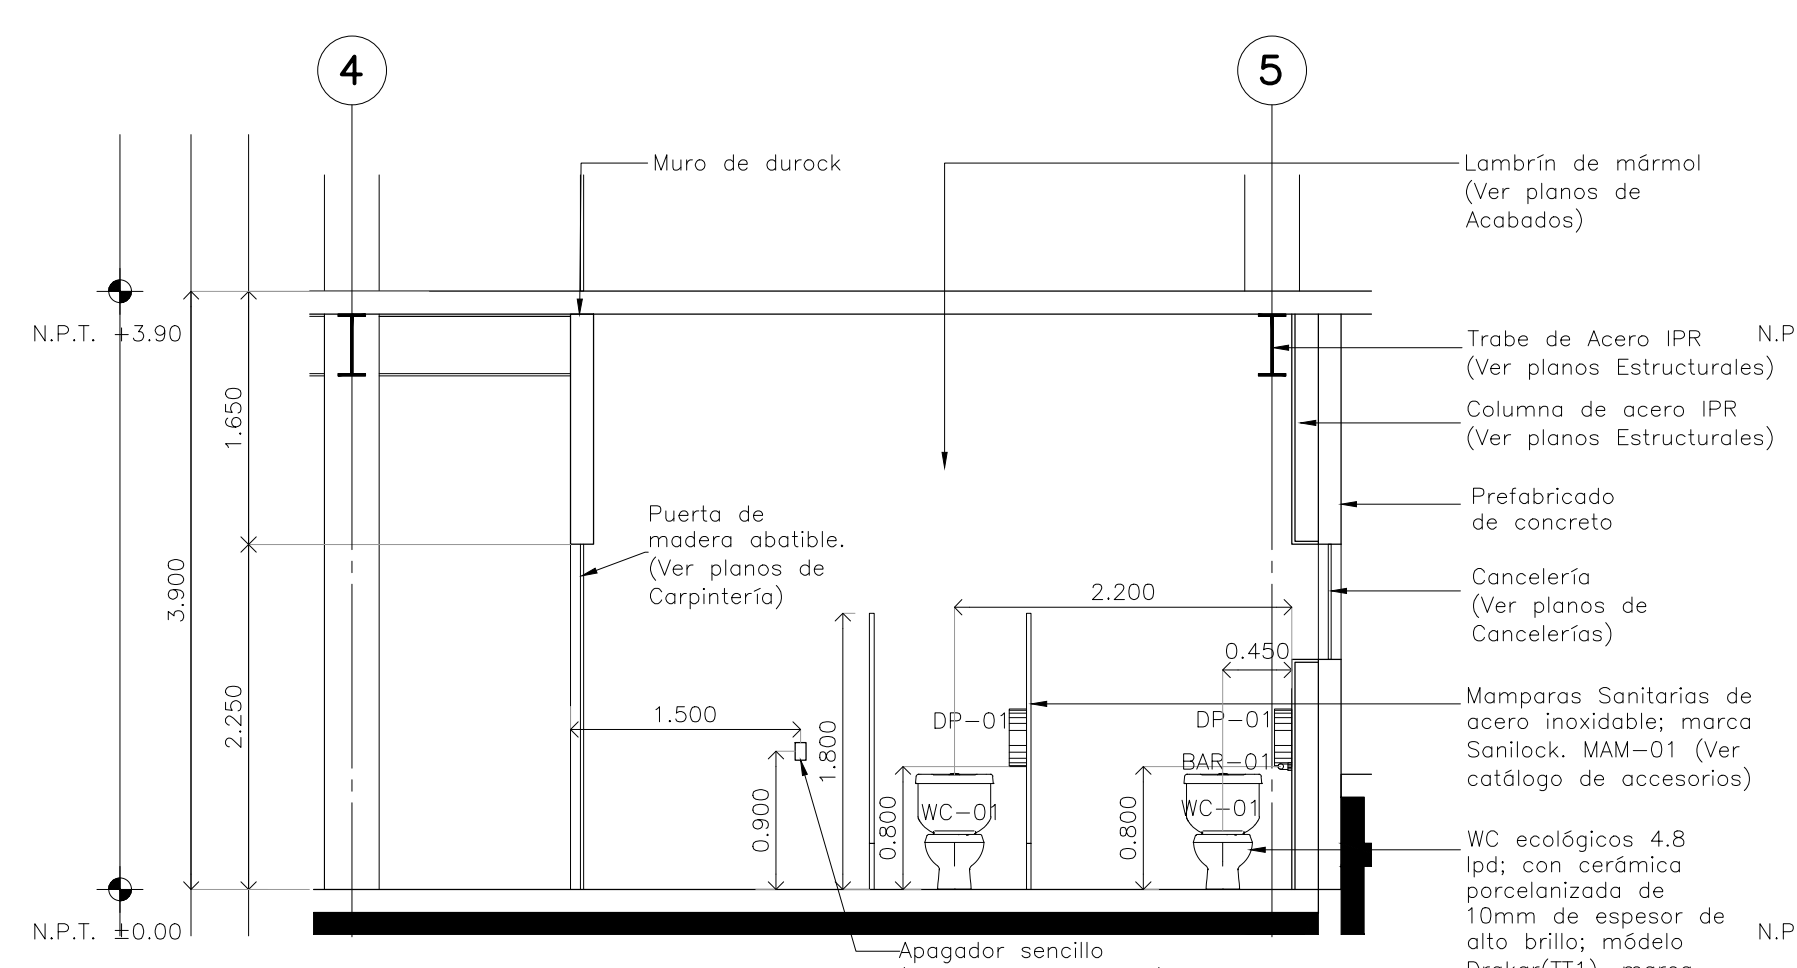 4
5
Muro de durock
Lambrín de mármol
(Ver planos de
Acabados)
N.P.T. +3.90
Trabe de Acero IPR
(Ver planos Estructurales)
N.P
Columna de acero IPR
(Ver planos Estructurales)
1.650
Prefabricado
de concreto
Puerta de
madera abatible.
(Ver planos de
Carpintería)
3.900
Cancelería
(Ver planos de
Cancelerías)
2.200
0.450
2.250
1.500
1.800
DP-01
DP-01
BAR-01
Mamparas Sanitarias de
acero inoxidable; marca
Sanilock. MAM-01 (Ver
catálogo de accesorios)
0.900
0.800
WC-01
0.800
WC-01
WC ecológicos 4.8
lpd; con cerámica
porcelanizada de
10mm de espesor de
alto brillo; módelo
N.P.T. ±0.00
N.P
Apagador sencillo